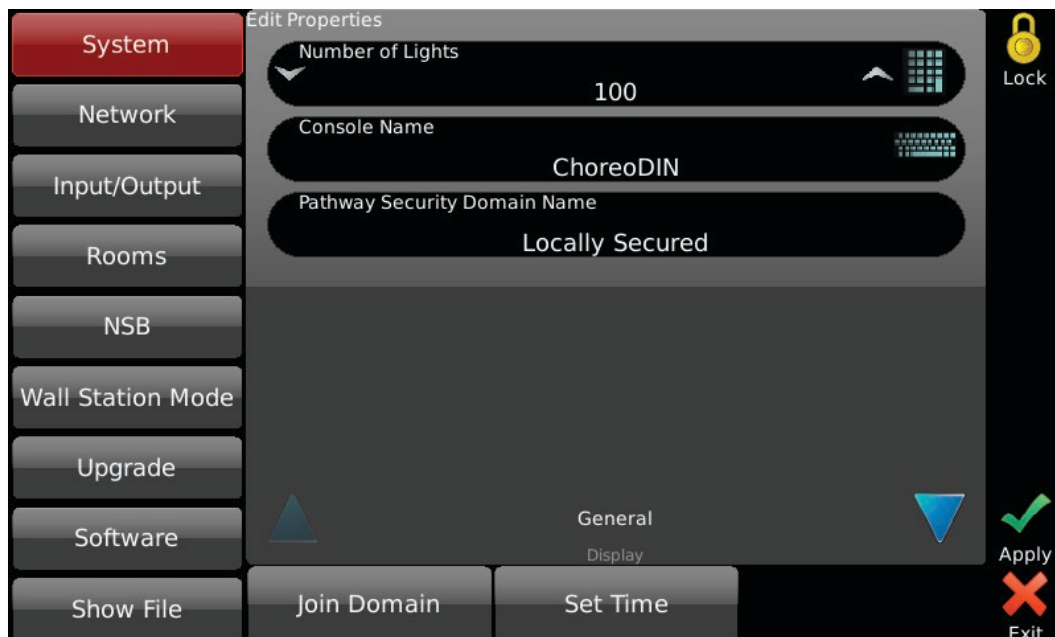 System
Network
Input/Output
Rooms
NSB
Wall Station Mode
Upgrade
Software
Show File
Edit Properties
Number of Lights
100
Console Name
ChoreoDIN
Pathway Security Domain Name
Locally Secured
General
Display
Join Domain
Set Time
Lock
Apply
Exit